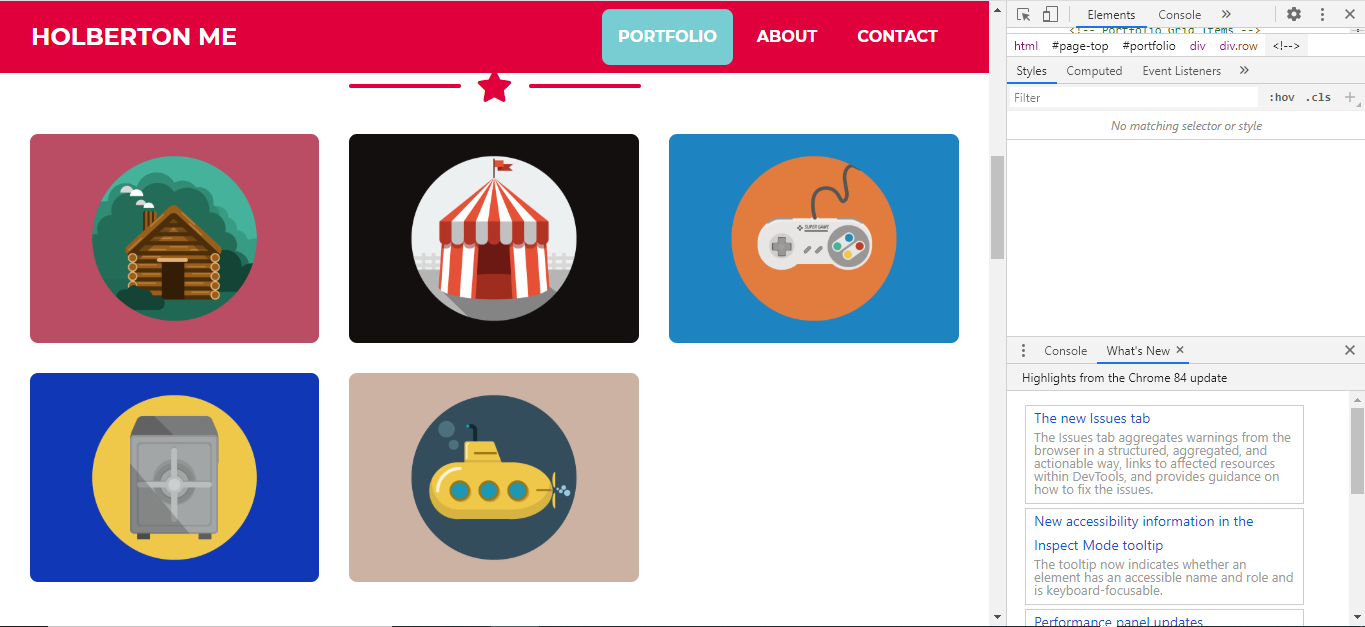 HOLBERTON ME
PORTFOLIO ABOUT CONTACT
SUPER GAME
Elements Console »
<!-- Portfolio Grid Items -->
html #page-top #portfolio div div.row <!-->
Styles Computed Event Listeners »
Filter :hov .cls +
No matching selector or style
Console What's New ×
Highlights from the Chrome 84 update
The new Issues tab
The Issues tab aggregates warnings from the
browser in a structured, aggregated, and
actionable way, links to affected resources
within DevTools, and provides guidance on
how to fix the issues.
New accessibility information in the
Inspect Mode tooltip
The tooltip now indicates whether an
element has an accessible name and role and
is keyboard-focusable.
Performance panel updates